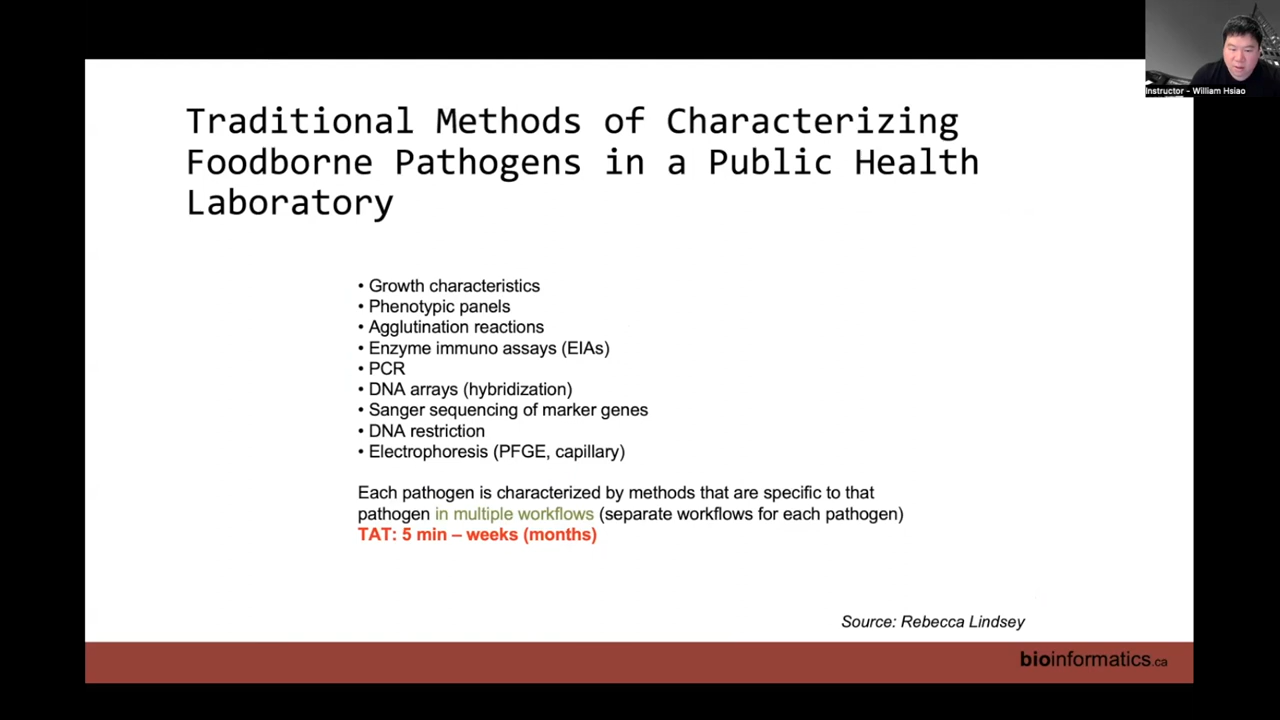 Instructor - William Hsiao
Traditional Methods of Characterizing
Foodborne Pathogens in a Public Health
Laboratory
• Growth characteristics
• Phenotypic panels
• Agglutination reactions
• Enzyme immuno assays (EIAs)
• PCR
• DNA arrays (hybridization)
• Sanger sequencing of marker genes
• DNA restriction
• Electrophoresis (PFGE, capillary)
Each pathogen is characterized by methods that are specific to that
pathogen in multiple workflows (separate workflows for each pathogen)
TAT: 5 min – weeks (months)
Source: Rebecca Lindsey
bioinformatics.ca